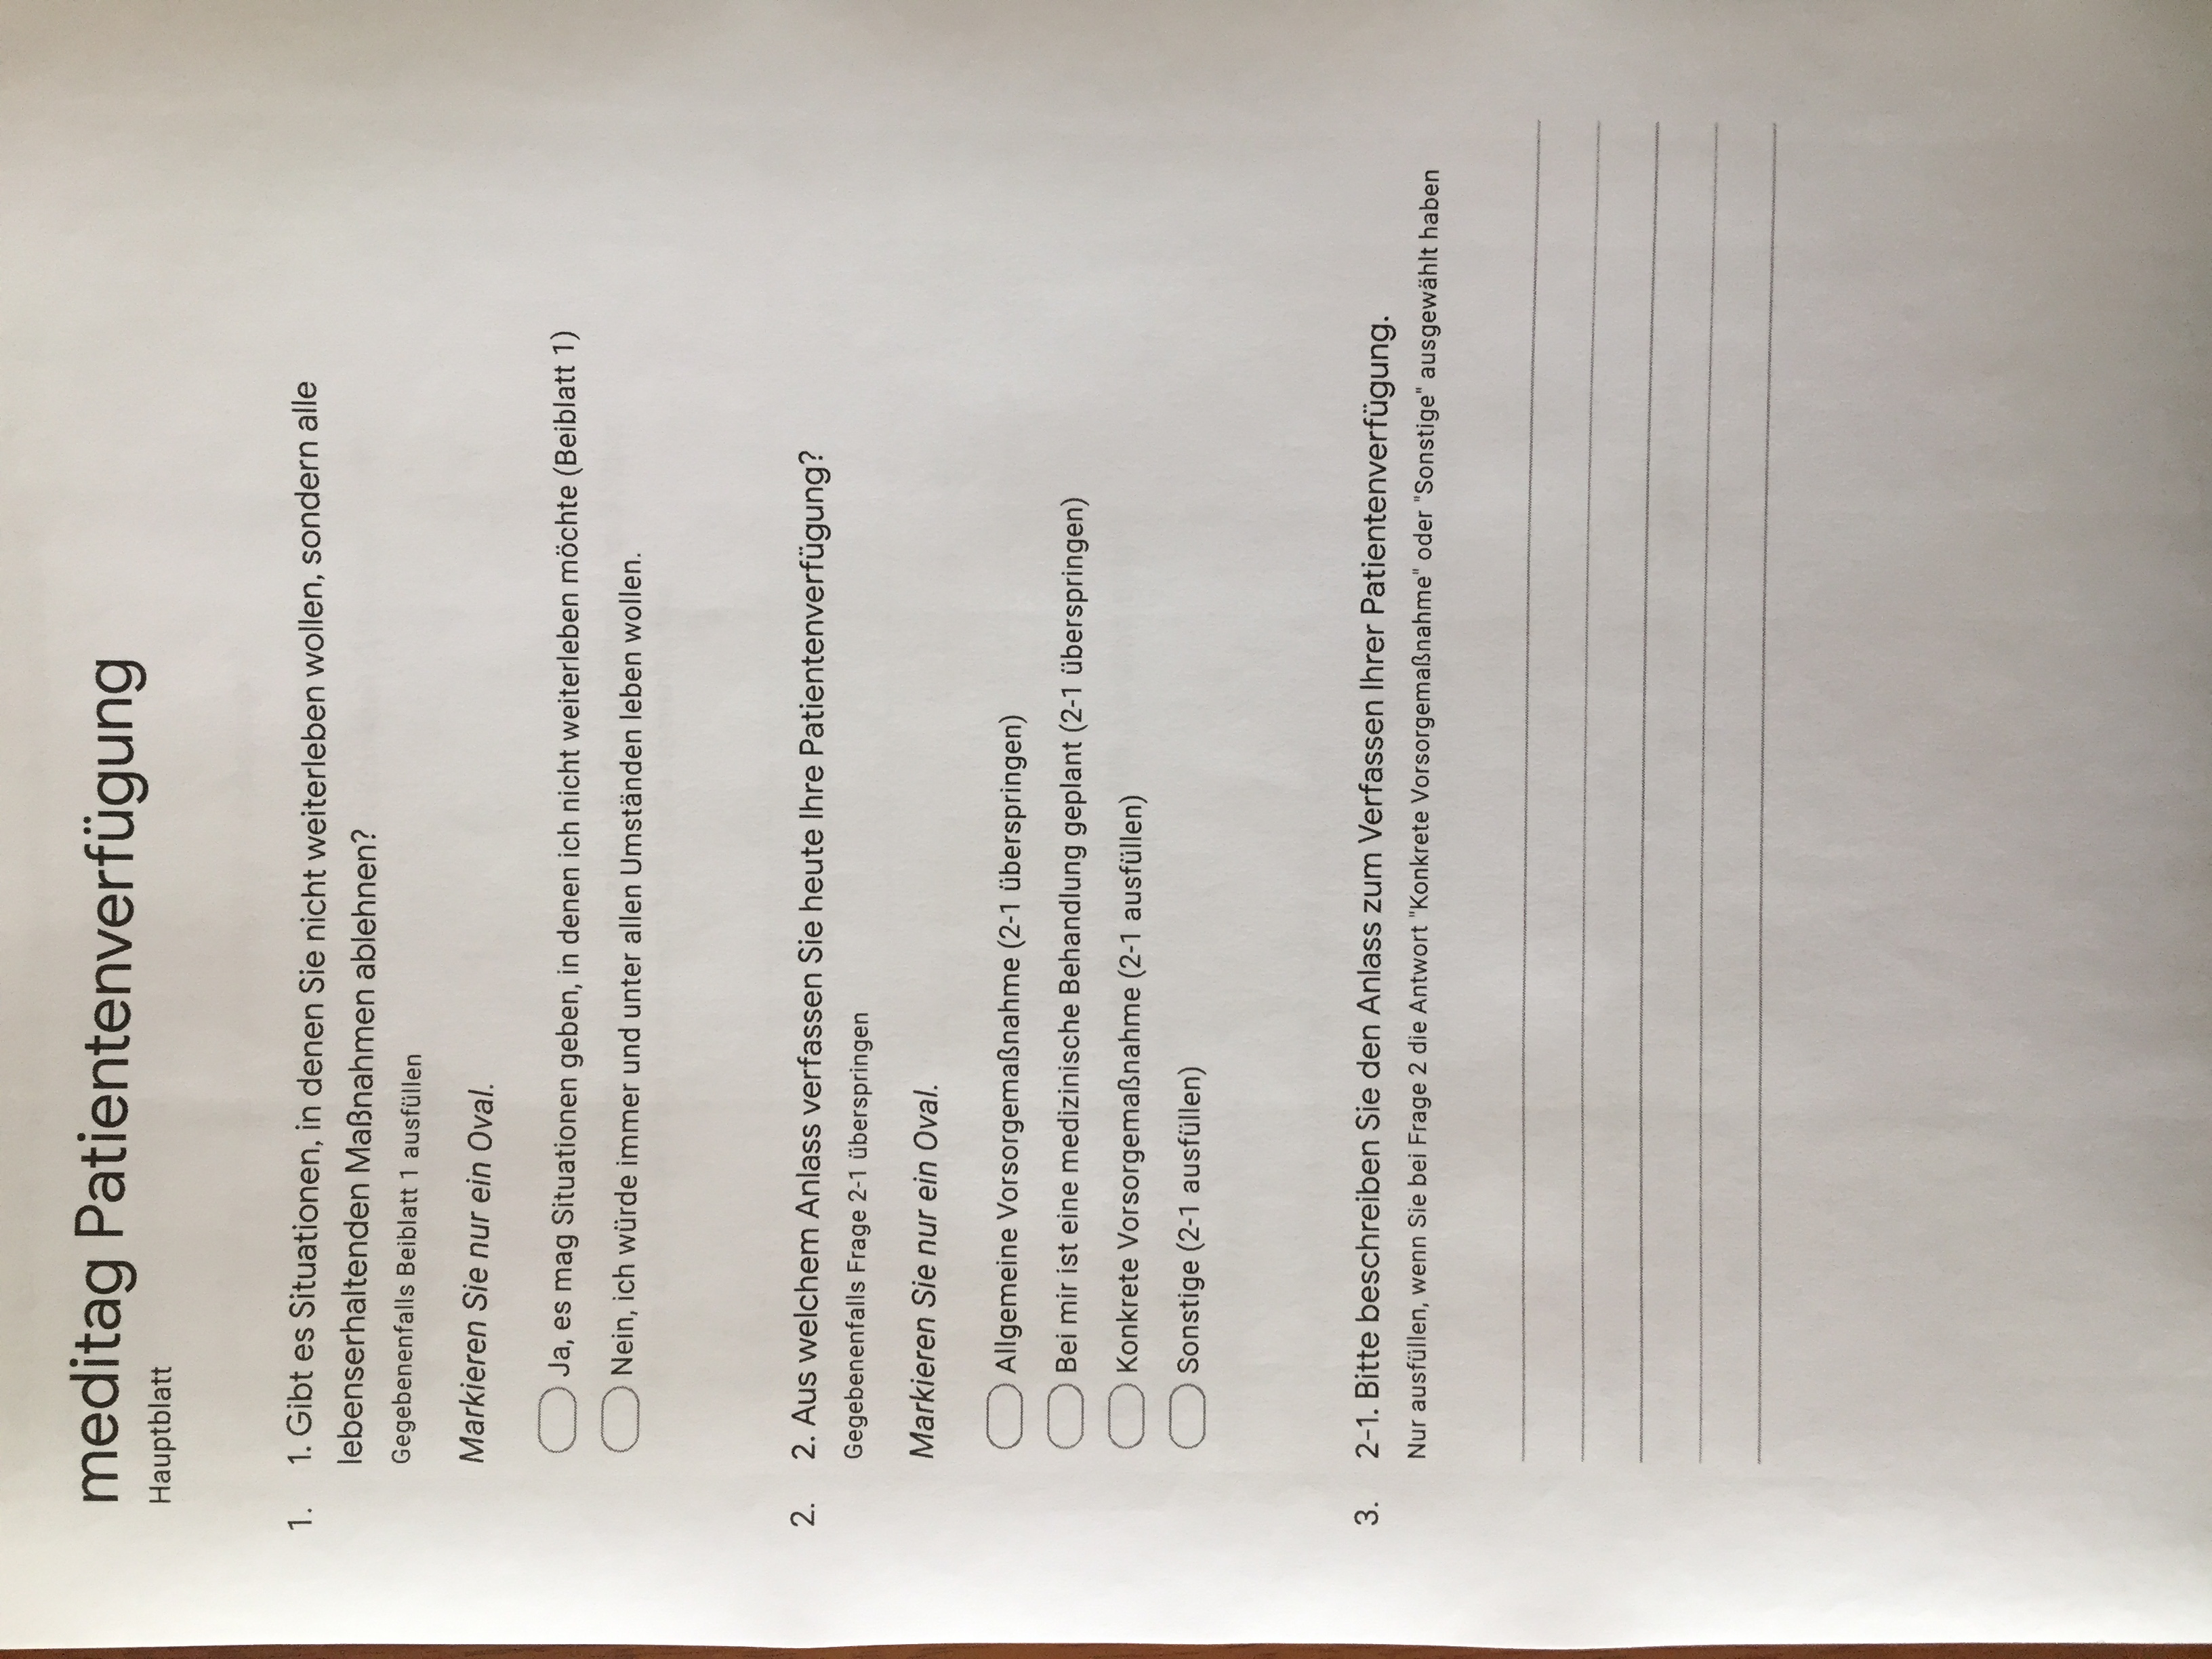 meditag Patientenverfügung
Hauptblatt
1. 1. Gibt es Situationen, in denen Sie nicht weiterleben wollen, sondern alle
lebenserhaltenden Maßnahmen ablehnen?
Gegebenenfalls Beiblatt 1 ausfüllen
Markieren Sie nur ein Oval.
Ja, es mag Situationen geben, in denen ich nicht weiterleben möchte (Beiblatt 1)
Nein, ich würde immer und unter allen Umständen leben wollen.
2. 2. Aus welchem Anlass verfassen Sie heute Ihre Patientenverfügung?
Gegebenenfalls Frage 2-1 überspringen
Markieren Sie nur ein Oval.
Allgemeine Vorsorgemaßnahme (2-1 überspringen)
Bei mir ist eine medizinische Behandlung geplant (2-1 überspringen)
Konkrete Vorsorgemaßnahme (2-1 ausfüllen)
Sonstige (2-1 ausfüllen)
3. 2-1. Bitte beschreiben Sie den Anlass zum Verfassen Ihrer Patientenverfügung.
Nur ausfüllen, wenn Sie bei Frage 2 die Antwort "Konkrete Vorsorgemaßnahme" oder "Sonstige" ausgewählt haben